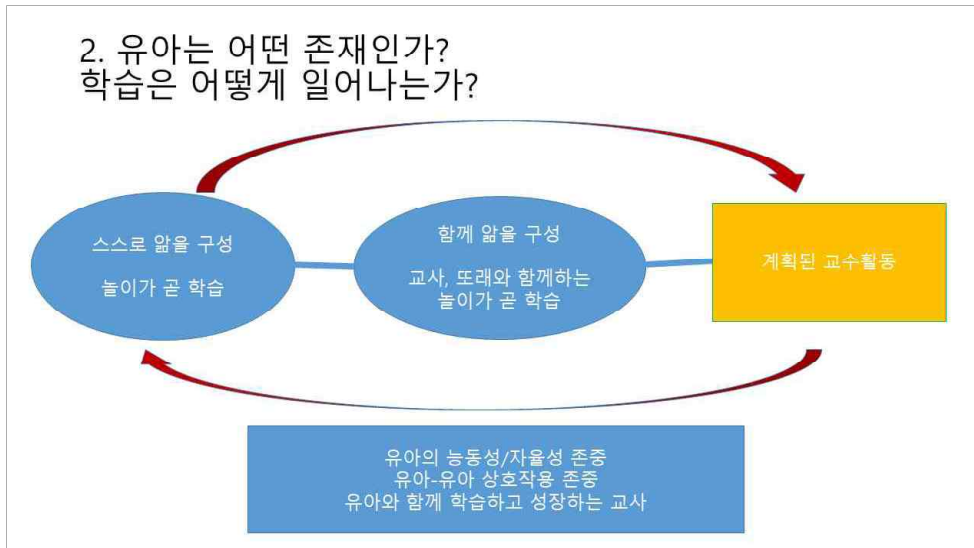 2. 유아는 어떤 존재인가?
학습은 어떻게 일어나는가?
스스로 앎을 구성
놀이가 곧 학습
함께 앎을 구성
교사, 또래와 함께하는
놀이가 곧 학습
계획된 교수활동
유아의 능동성/자율성 존중
유아-유아 상호작용 존중
유아와 함께 학습하고 성장하는 교사